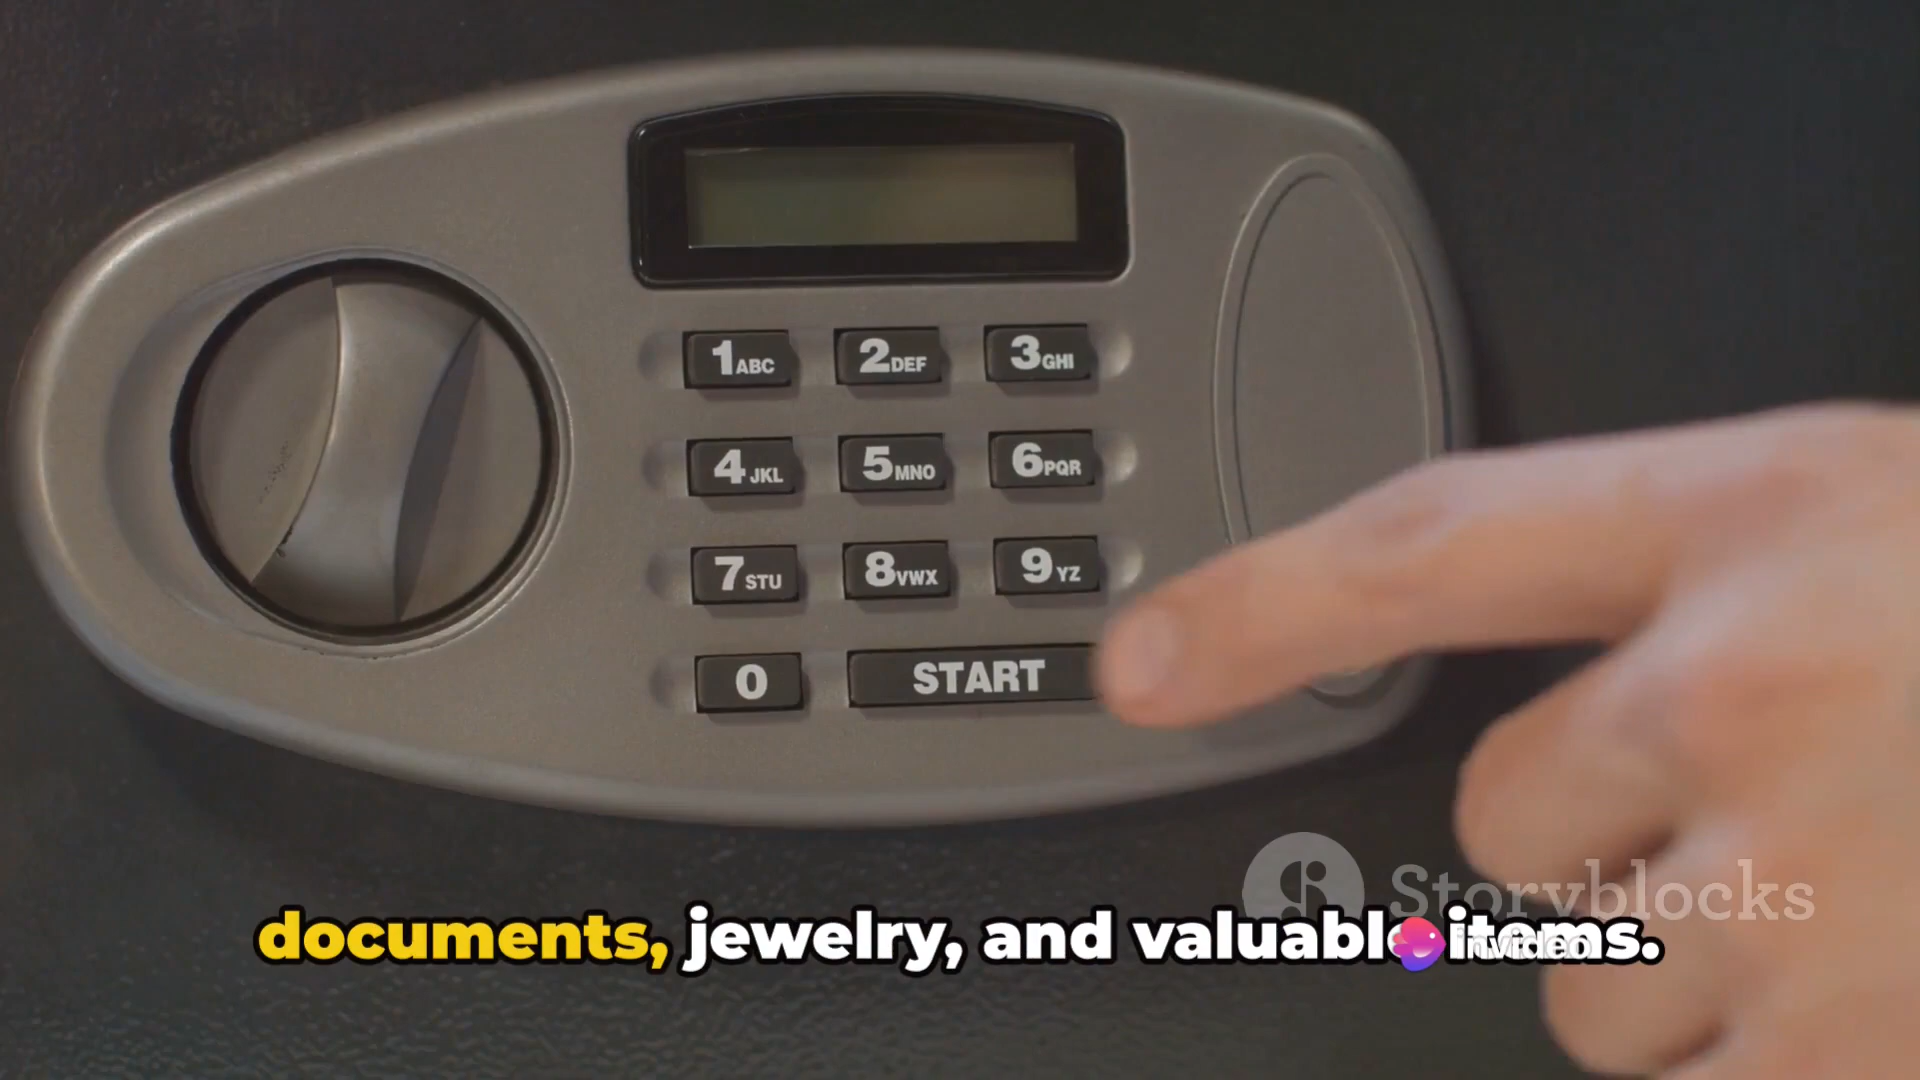 1ABC 2DEF 3GHI
4JKL 5MNO 6PQR
7STU 8VWX 9YZ
0 START
Storyblocks
documents, jewelry, and valuable items.
invideo